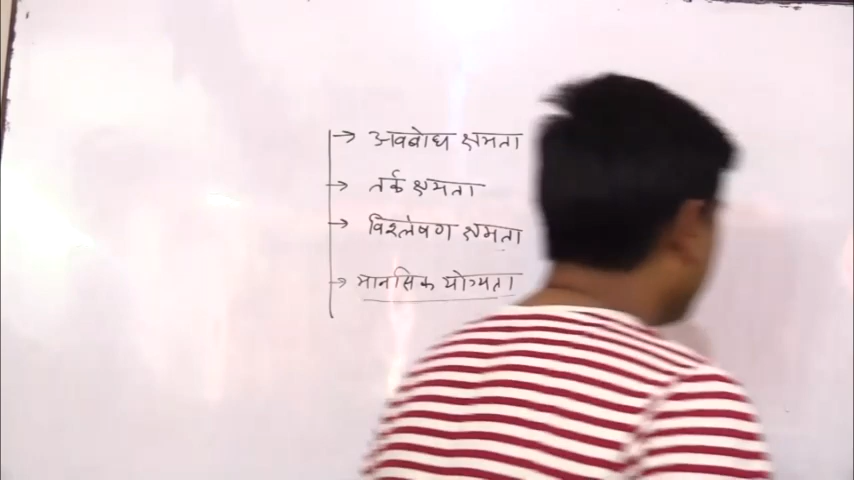 अवबोध क्षमता
तर्क क्षमता
विश्लेषण क्षमता
मानसिक योग्यता